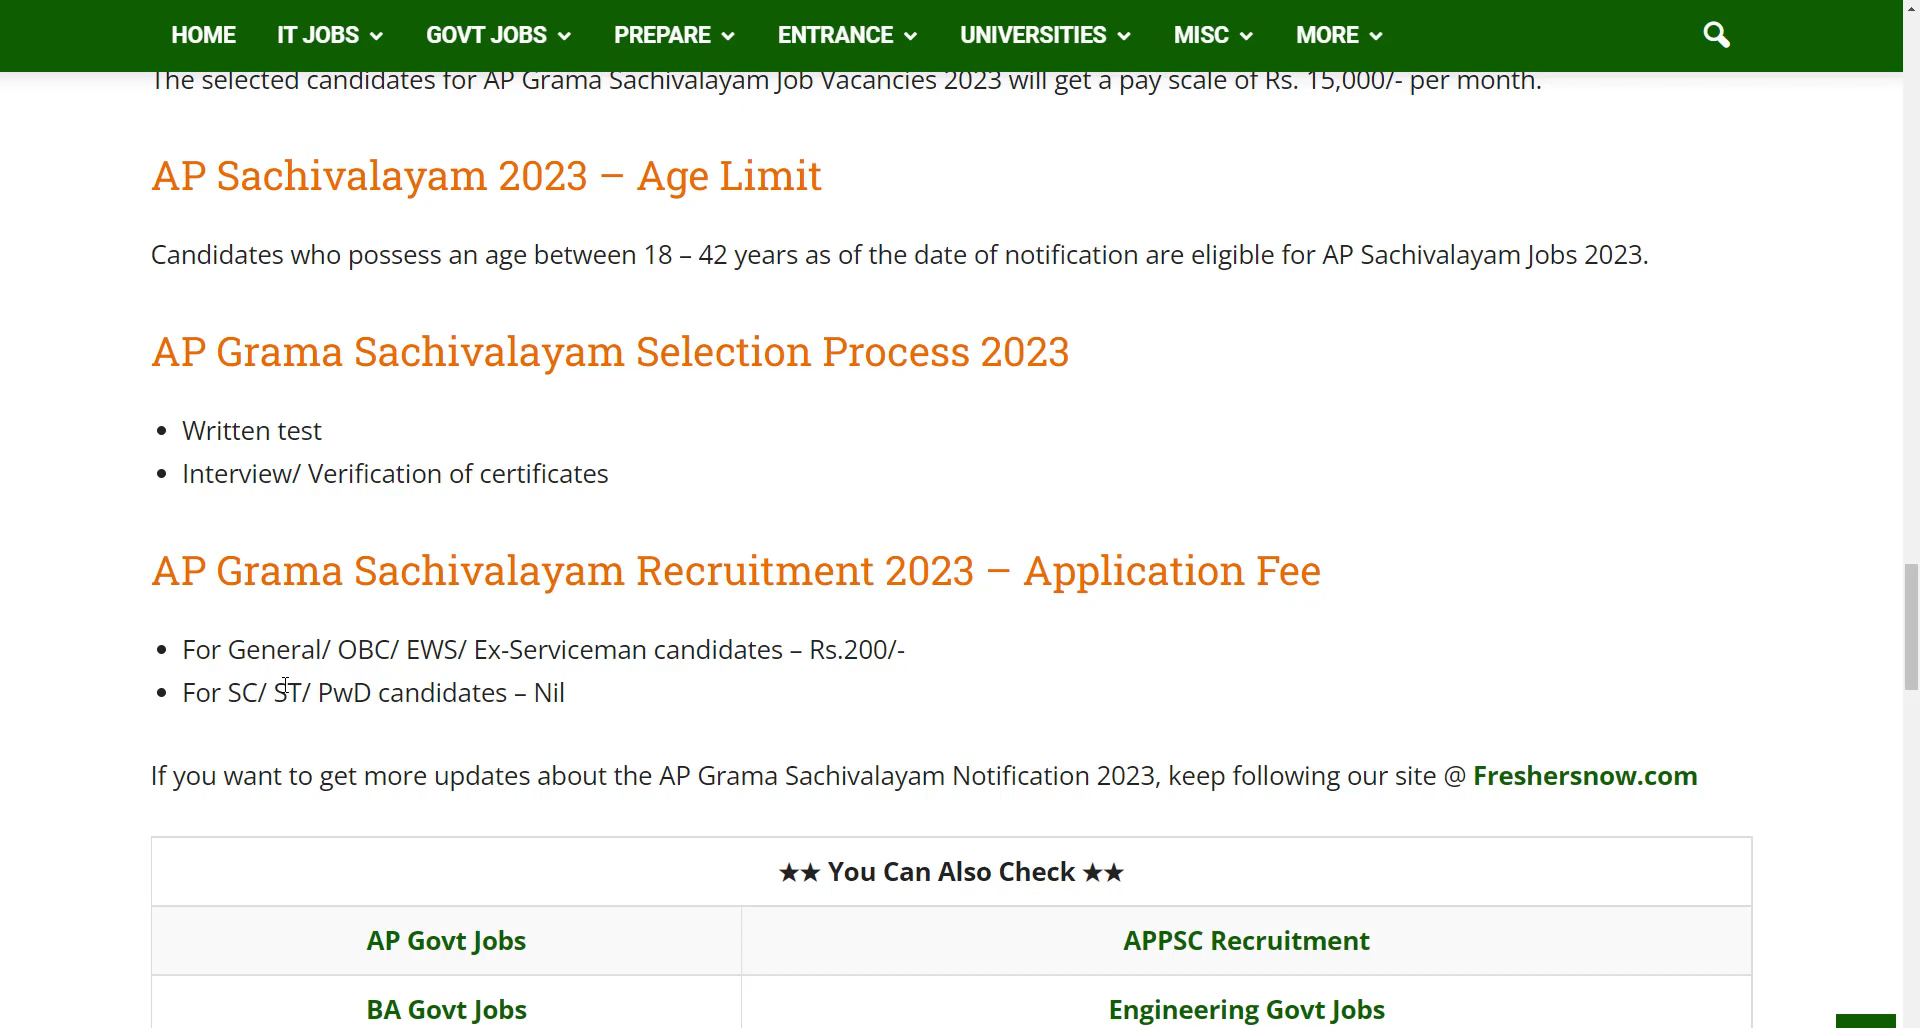 HOME IT JOBS GOVT JOBS PREPARE ENTRANCE UNIVERSITIES MISC MORE
The selected candidates for AP Grama Sachivalayam Job Vacancies 2023 will get a pay scale of Rs. 15,000/- per month.
AP Sachivalayam 2023 – Age Limit
Candidates who possess an age between 18 – 42 years as of the date of notification are eligible for AP Sachivalayam Jobs 2023.
AP Grama Sachivalayam Selection Process 2023
• Written test
• Interview/ Verification of certificates
AP Grama Sachivalayam Recruitment 2023 – Application Fee
• For General/ OBC/ EWS/ Ex-Serviceman candidates – Rs.200/-
• For SC/ ST/ PwD candidates – Nil
If you want to get more updates about the AP Grama Sachivalayam Notification 2023, keep following our site @ Freshersnow.com
★★ You Can Also Check ★★
AP Govt Jobs APPSC Recruitment
BA Govt Jobs Engineering Govt Jobs